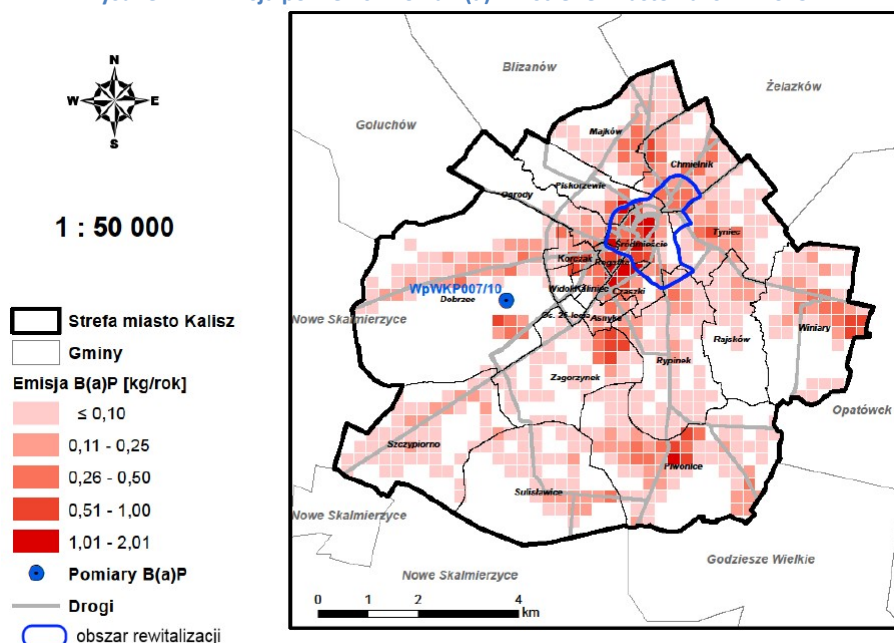 N
W E
S
1 : 50 000
Strefa miasto Kalisz
Gminy
Emisja B(a)P [kg/rok]
≤ 0,10
0,11 - 0,25
0,26 - 0,50
0,51 - 1,00
1,01 - 2,01
Pomiary B(a)P
Drogi
obszar rewitalizacji
Blizanów
Żelazków
Gołuchów
Majków
Chmielnik
Piskorzewie
Ogrody
Tyniec
Śródmieście
Korczak
Rogatka
WpWKP007/10
Dobrzec
Widok
Kaliniec
Czaszki
Nowe Skalmierzyce
Asnyka
Winiary
Rajsków
Rypinek
Zagorzynek
Opatówek
Szczypiorno
Piwonice
Sulisławice
Nowe Skalmierzyce
Godziesze Wielkie
Nowe Skalmierzyce
0 1 2 4
km